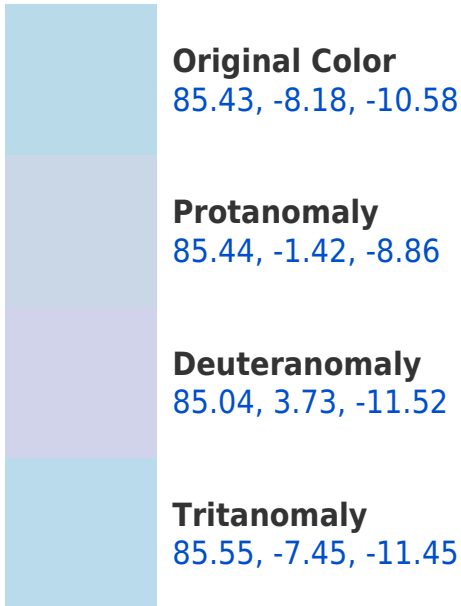 Original Color
85.43, -8.18, -10.58
Protanomaly
85.44, -1.42, -8.86
Deuteranomaly
85.04, 3.73, -11.52
Tritanomaly
85.55, -7.45, -11.45